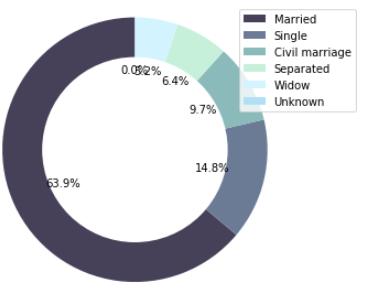 Married
Single
Civil marriage
Separated
Widow
Unknown
0.0%
5.2%
6.4%
9.7%
14.8%
63.9%